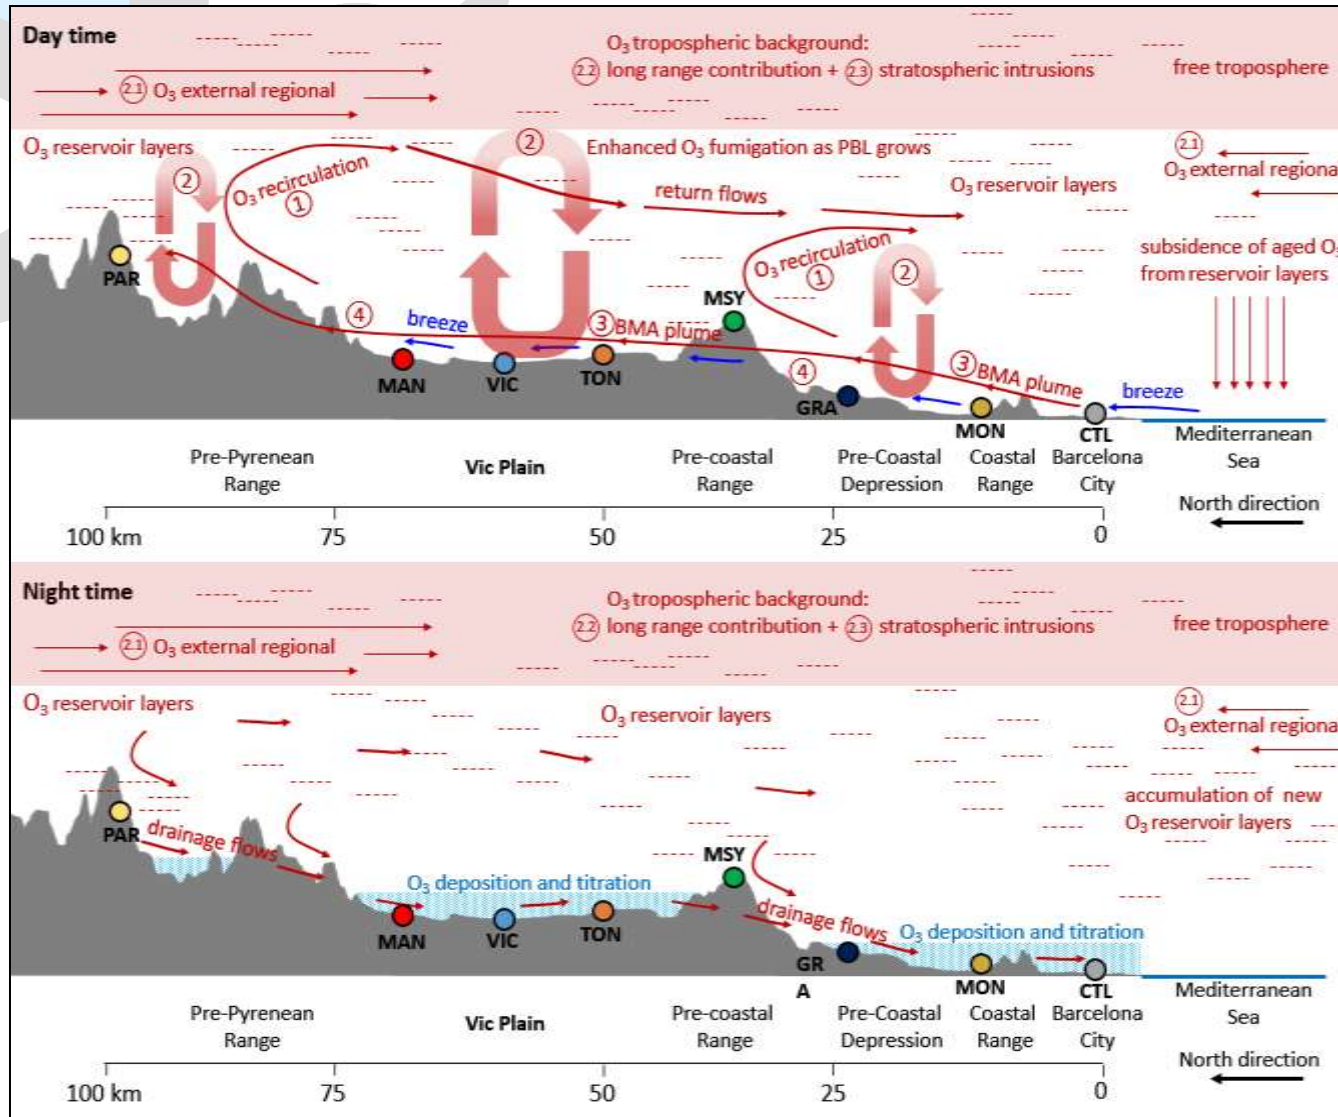 Day time
O₃ tropospheric background:
2.2 long range contribution + 2.3 stratospheric intrusions
free troposphere
2.1 O₃ external regional
O₃ reservoir layers
2
O₃ recirculation
1
2
Enhanced O₃ fumigation as PBL grows
return flows
O₃ reservoir layers
2.1
O₃ external regional
subsidence of aged O₃
from reservoir layers
O₃ recirculation
1
2
PAR
MSY
4
breeze
3 BMA plume
4
3 BMA plume
breeze
MAN
VIC
TON
GRA
MON
CTL
Pre-Pyrenean
Range
Vic Plain
Pre-coastal
Range
Pre-Coastal
Depression
Coastal
Range
Barcelona
City
Mediterranean
Sea
North direction
100 km
75
50
25
0
Night time
O₃ tropospheric background:
2.2 long range contribution + 2.3 stratospheric intrusions
free troposphere
2.1 O₃ external regional
O₃ reservoir layers
O₃ reservoir layers
2.1
O₃ external regional
accumulation of new
O₃ reservoir layers
PAR
drainage flows
MSY
O₃ deposition and titration
drainage flows
O₃ deposition and titration
MAN
VIC
TON
GR
A
MON
CTL
Pre-Pyrenean
Range
Vic Plain
Pre-coastal
Range
Pre-Coastal
Depression
Coastal
Range
Barcelona
City
Mediterranean
Sea
North direction
100 km
75
50
25
0